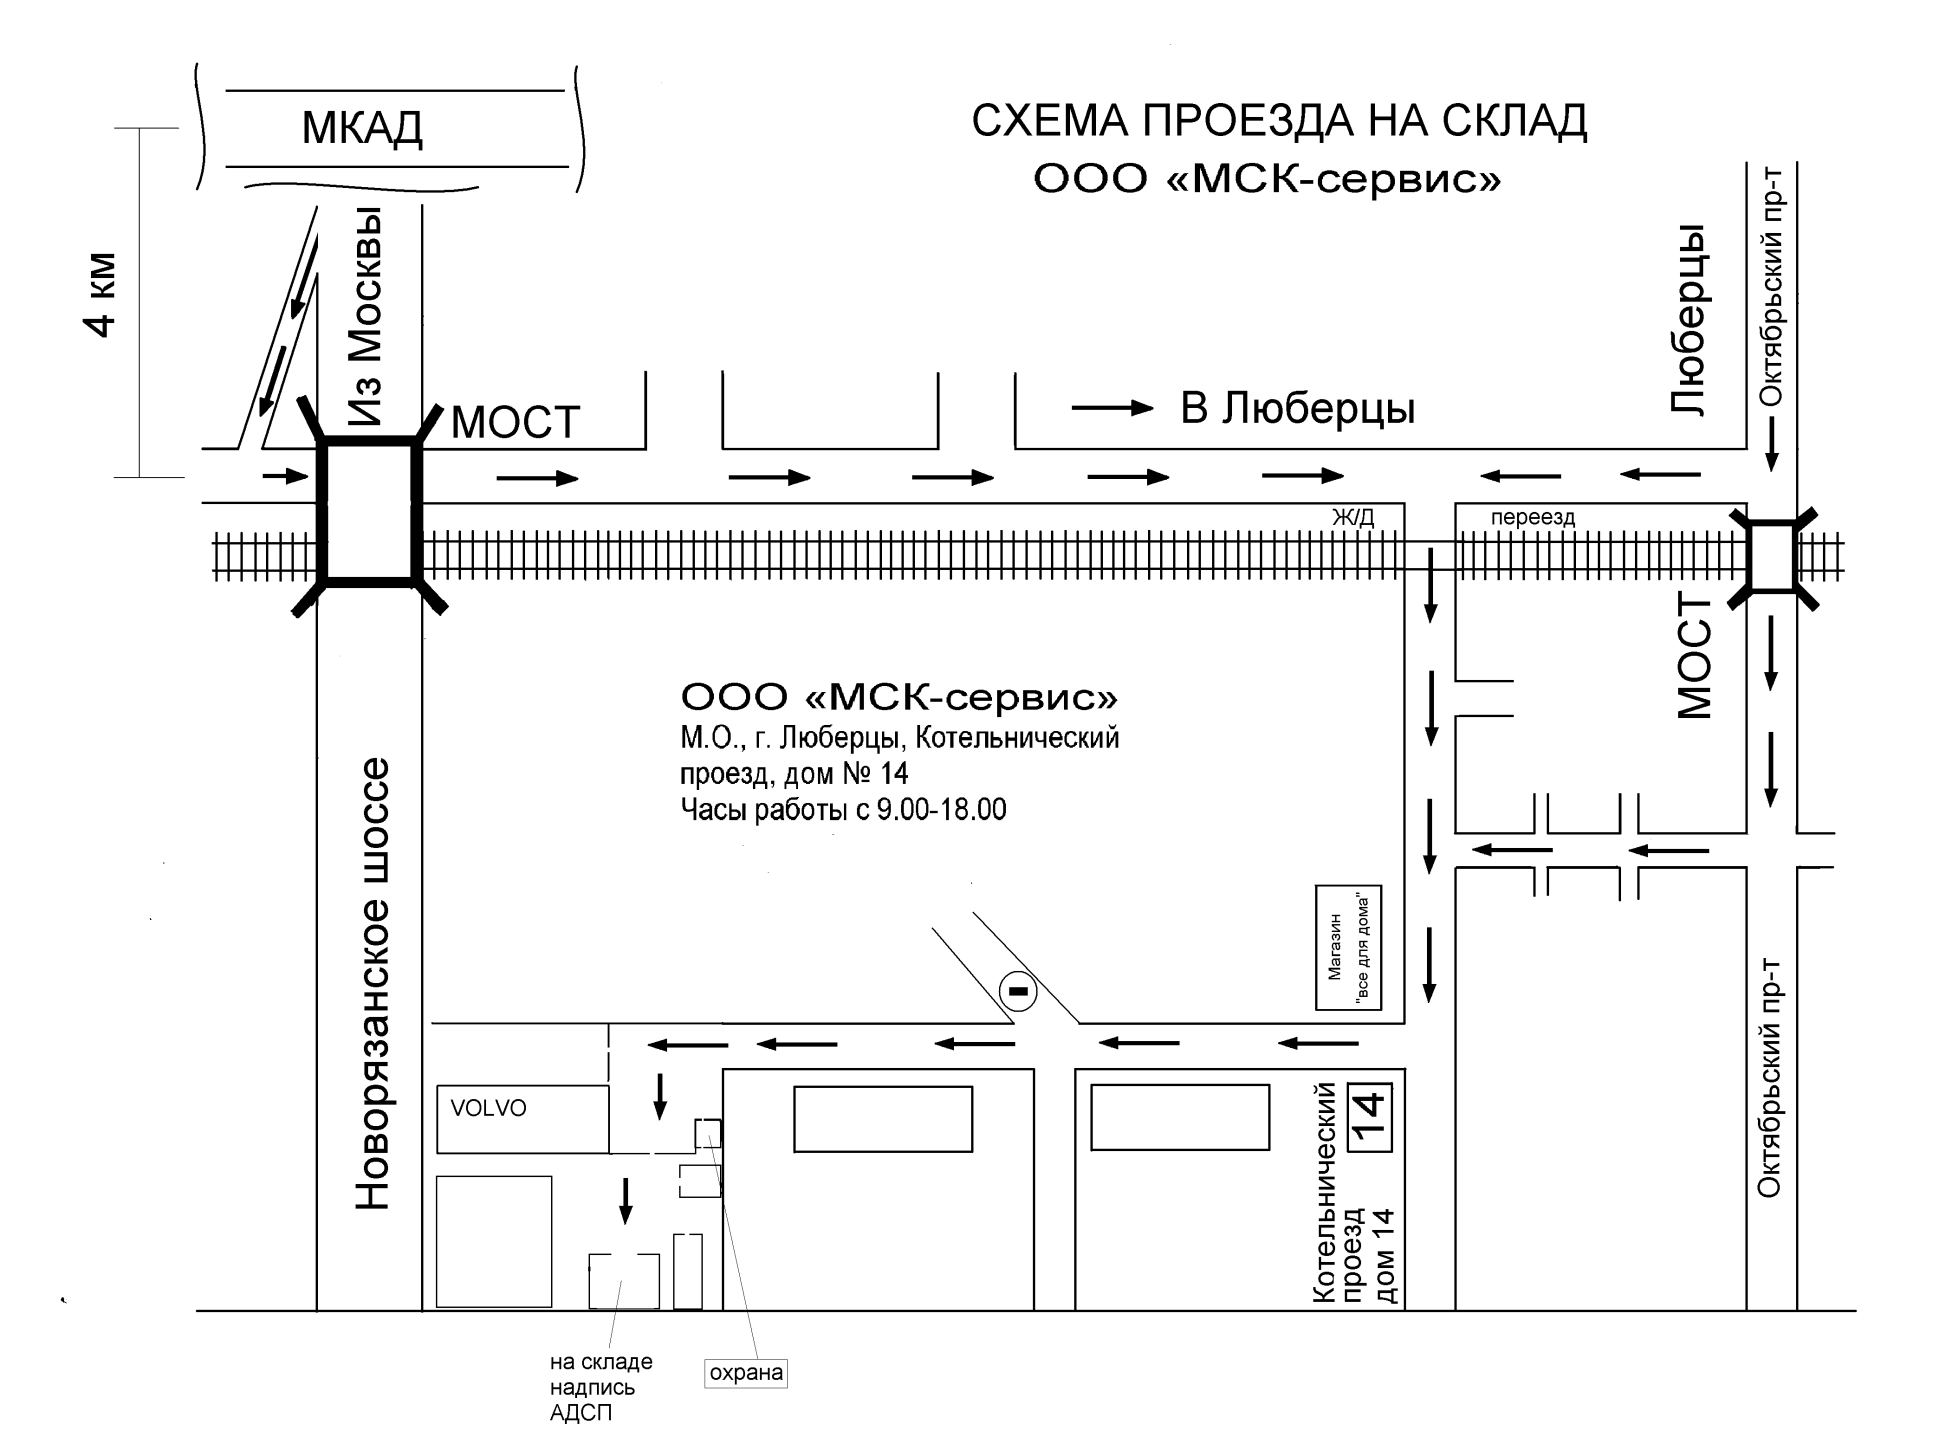 МКАД
СХЕМА ПРОЕЗДА НА СКЛАД
ООО «МСК-сервис»
4 км
Из Москвы
МОСТ
В Люберцы
Люберцы
Октябрьский пр-т
Ж/Д
переезд
МОСТ
ООО «МСК-сервис»
М.О., г. Люберцы, Котельнический
проезд, дом № 14
Часы работы с 9.00-18.00
Новорязанское шоссе
Магазин
"все для дома"
Октябрьский пр-т
VOLVO
Котельнический
проезд
дом 14
14
на складе
надпись
АДСП
охрана